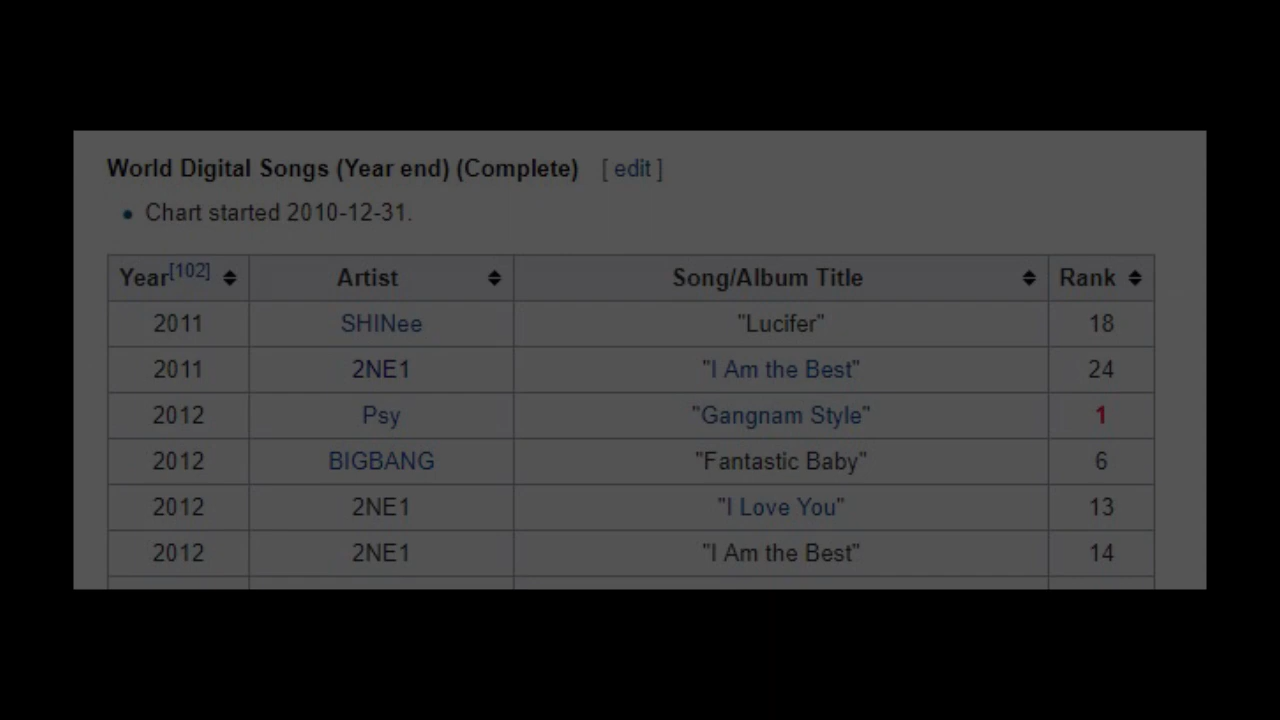 World Digital Songs (Year end) (Complete) [ edit ]
• Chart started 2010-12-31.
Year[102] Artist Song/Album Title Rank
2011 SHINee "Lucifer" 18
2011 2NE1 "I Am the Best" 24
2012 Psy "Gangnam Style" 1
2012 BIGBANG "Fantastic Baby" 6
2012 2NE1 "I Love You" 13
2012 2NE1 "I Am the Best" 14